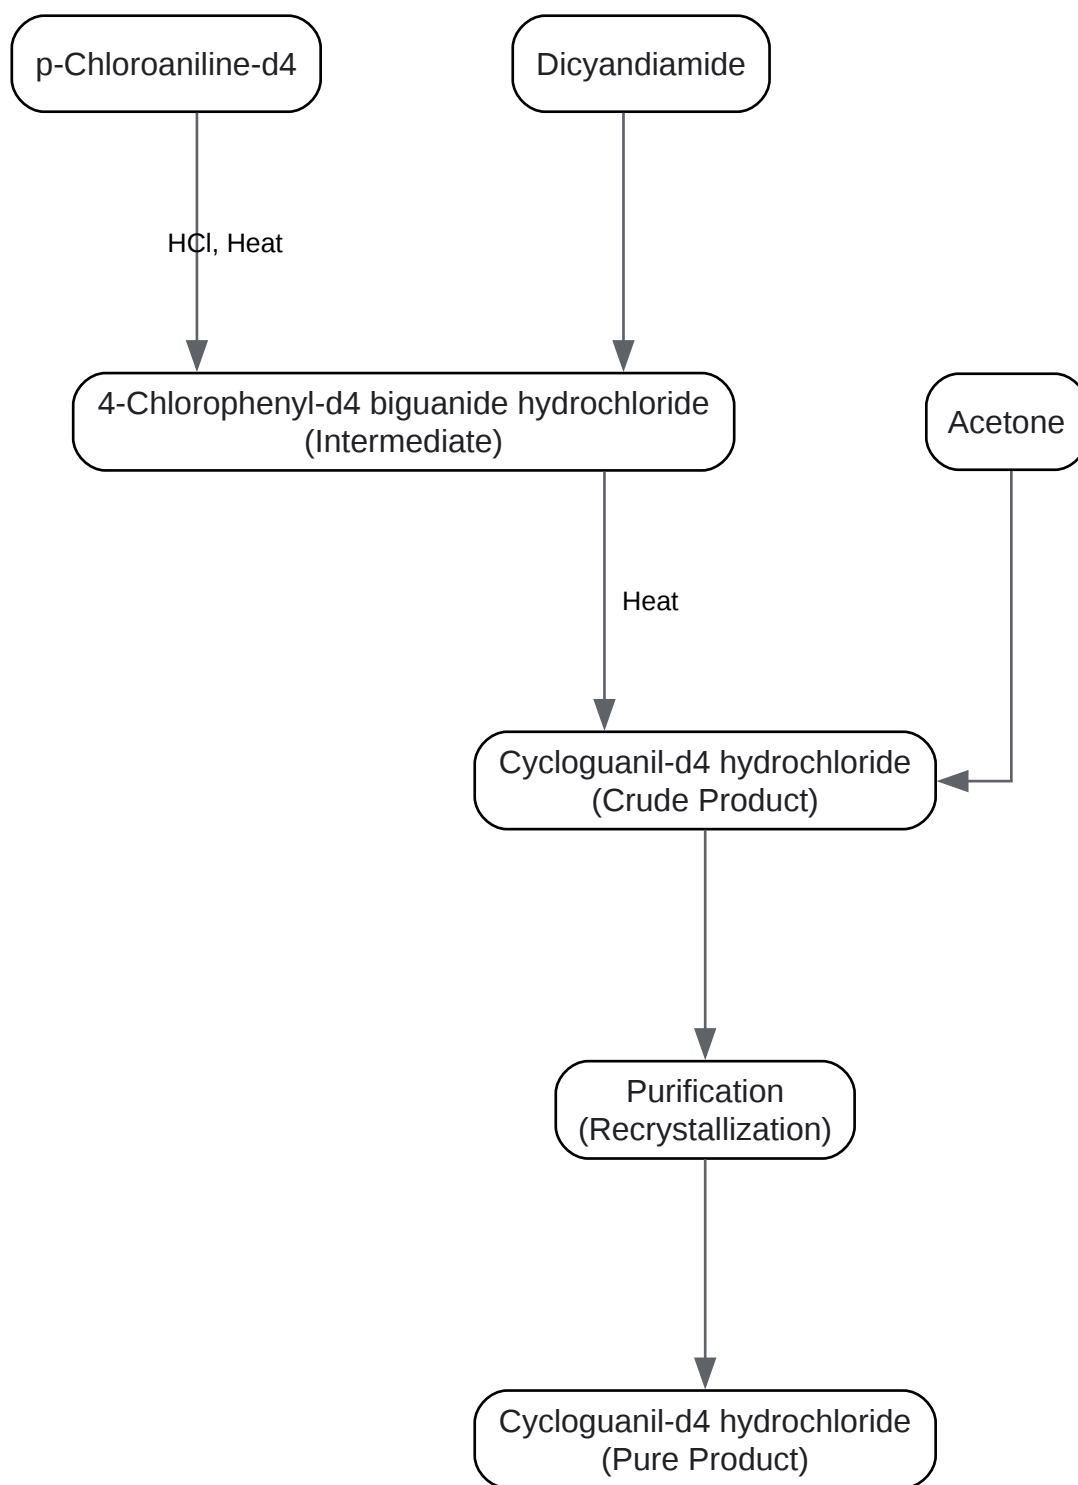 p-Chloroaniline-d4
Dicyandiamide
HCl, Heat
4-Chlorophenyl-d4 biguanide hydrochloride
(Intermediate)
Acetone
Heat
Cycloguanil-d4 hydrochloride
(Crude Product)
Purification
(Recrystallization)
Cycloguanil-d4 hydrochloride
(Pure Product)